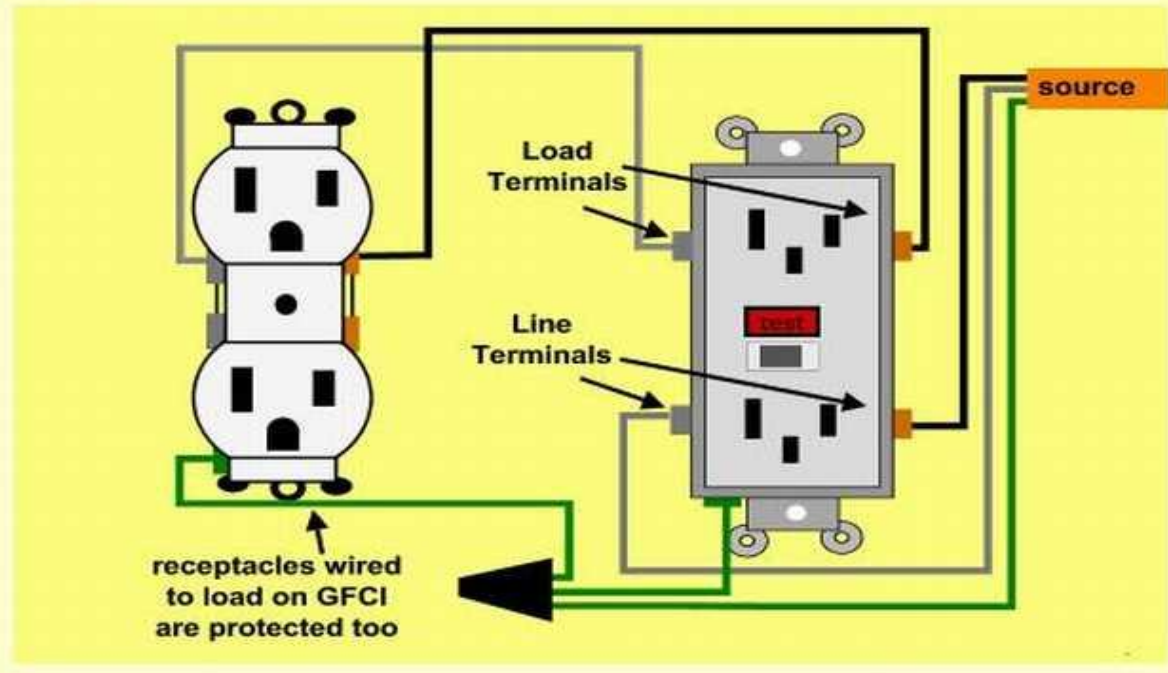 source
Load
Terminals
test
Line
Terminals
receptacles wired
to load on GFCI
are protected too